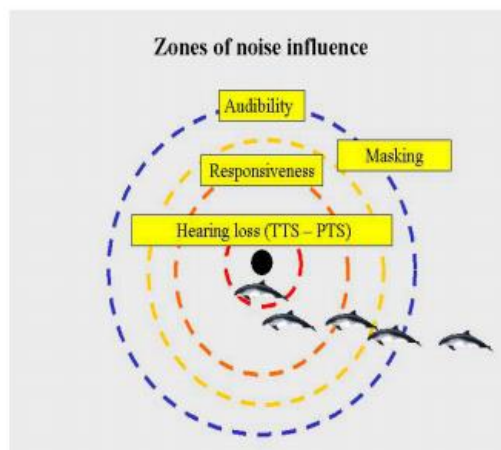 Zones of noise influence
Audibility
Masking
Responsiveness
Hearing loss (TTS – PTS)